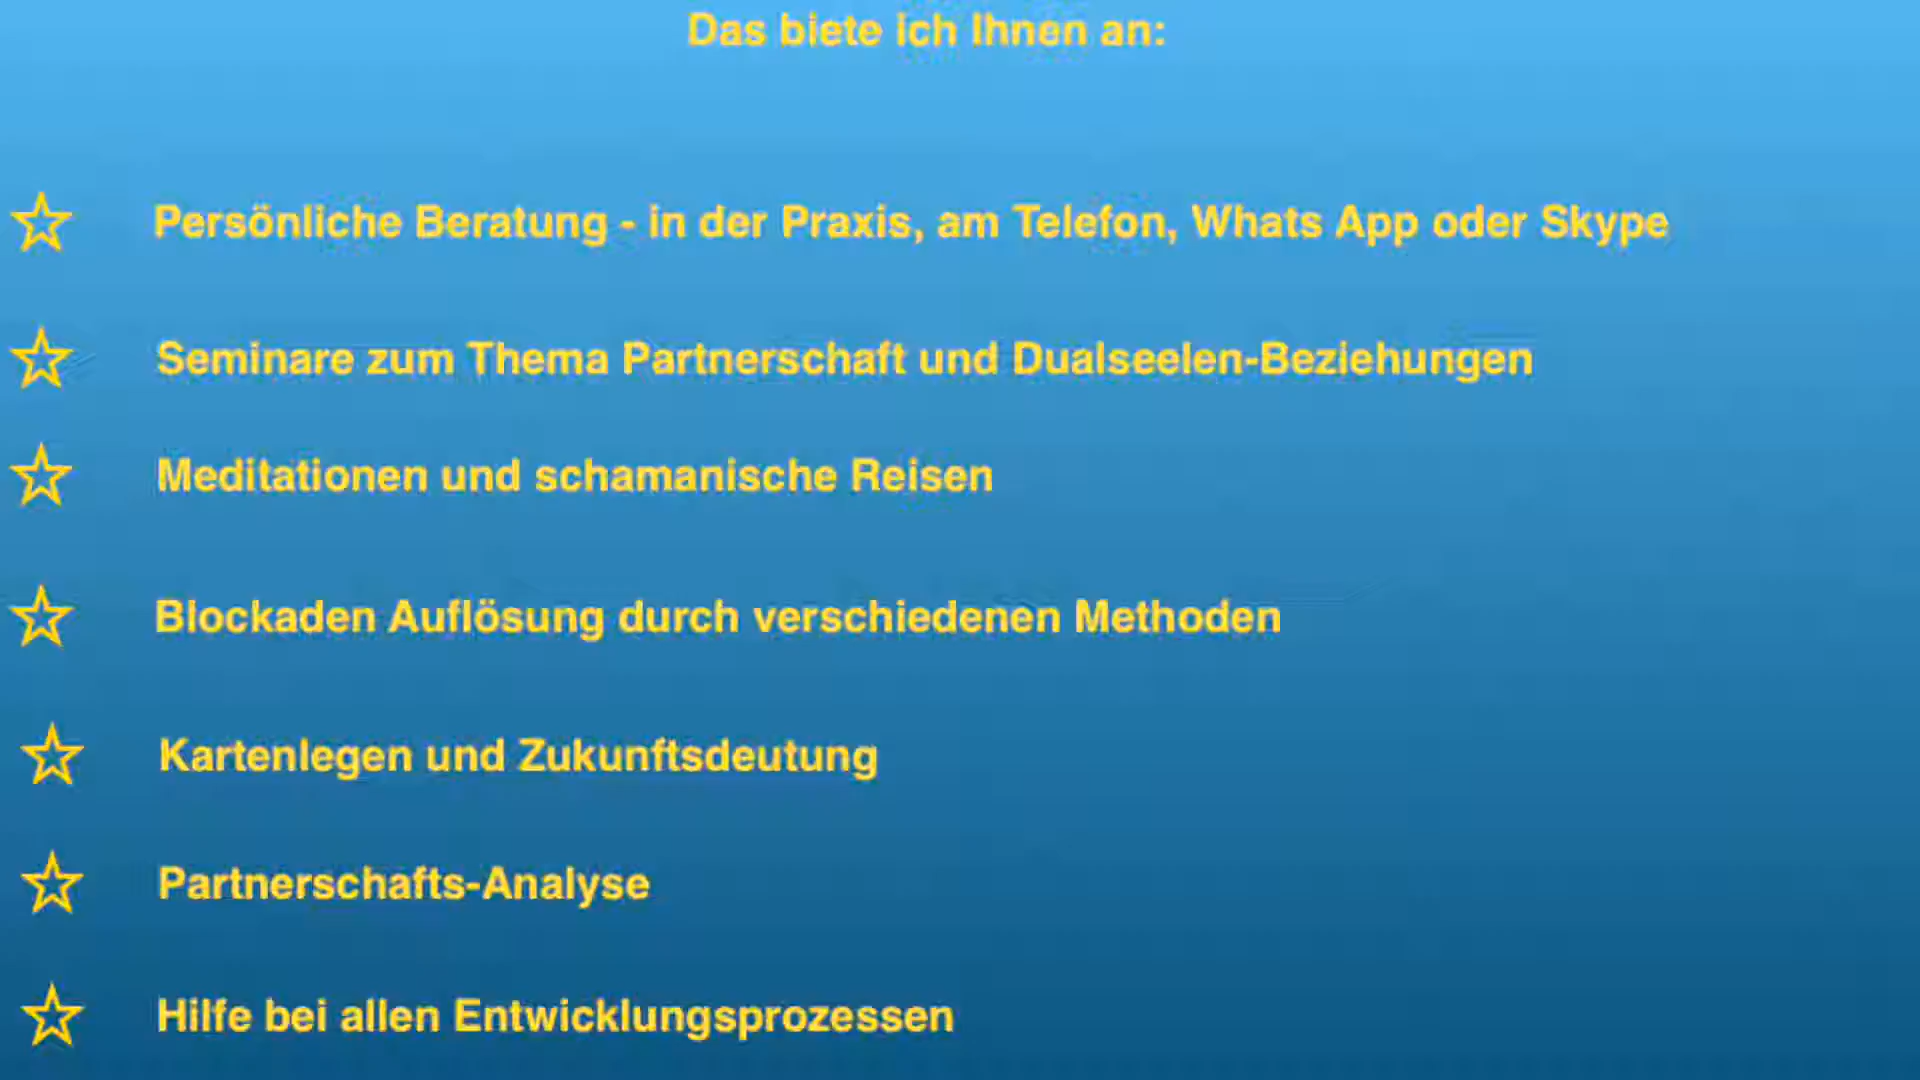 Das biete ich Ihnen an:
Persönliche Beratung - in der Praxis, am Telefon, Whats App oder Skype
Seminare zum Thema Partnerschaft und Dualseelen-Beziehungen
Meditationen und schamanische Reisen
Blockaden Auflösung durch verschiedenen Methoden
Kartenlegen und Zukunftsdeutung
Partnerschafts-Analyse
Hilfe bei allen Entwicklungsprozessen